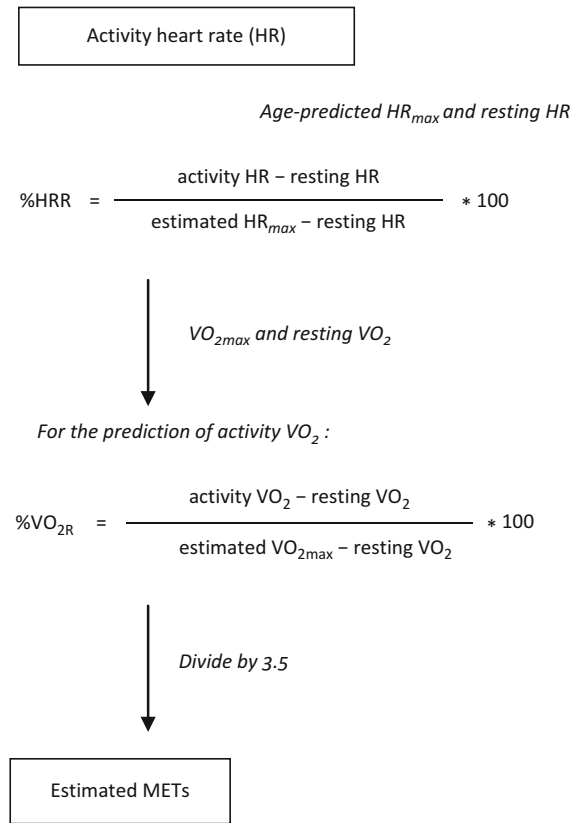 Activity heart rate (HR)
Age-predicted HRmax and resting HR
%HRR = activity HR − resting HR / estimated HRmax − resting HR * 100
VO2max and resting VO2
For the prediction of activity VO2 :
%VO2R = activity VO2 − resting VO2 / estimated VO2max − resting VO2 * 100
Divide by 3.5
Estimated METs